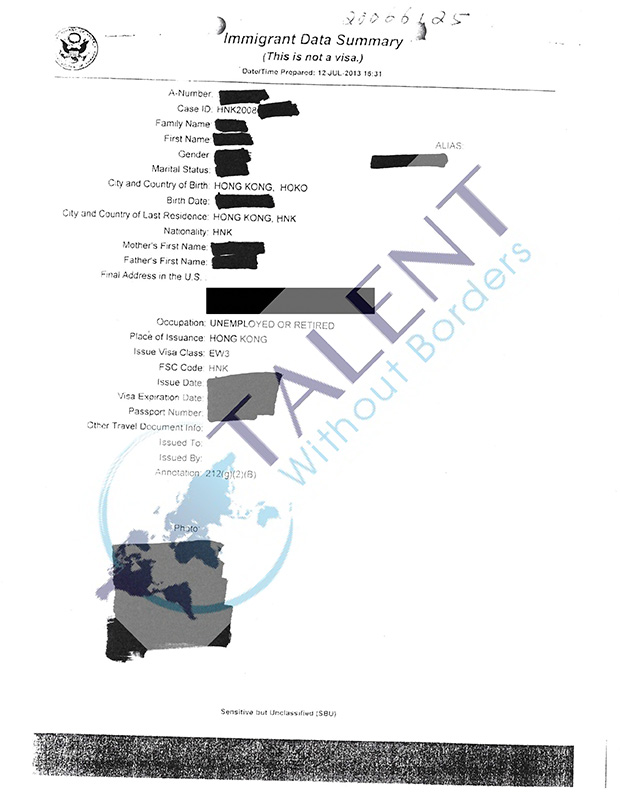 20006125
Immigrant Data Summary
(This is not a visa.)
Date/Time Prepared: 12 JUL-2013 16:31
A-Number:
Case ID: HNK2008
Family Name
First Name
ALIAS:
Gender
Marital Status:
City and Country of Birth HONG KONG, HOKO
Birth Date:
City and Country of Last Residence: HONG KONG, HNK
Nationality: HNK
Mother's First Name:
Father's First Name:
Final Address in the U.S.
Occupation: UNEMPLOYED OR RETIRED
Place of Issuance: HONG KONG
Issue Visa Class: EW3
FSC Code: HNK
Issue Date:
Visa Expiration Date:
Passport Number:
Other Travel Document Info:
Issued To:
Issued By:
Annotation: 212(g)(2)(B)
Photo:
TALENT
Without Borders
Sensitive but Unclassified (SBU)